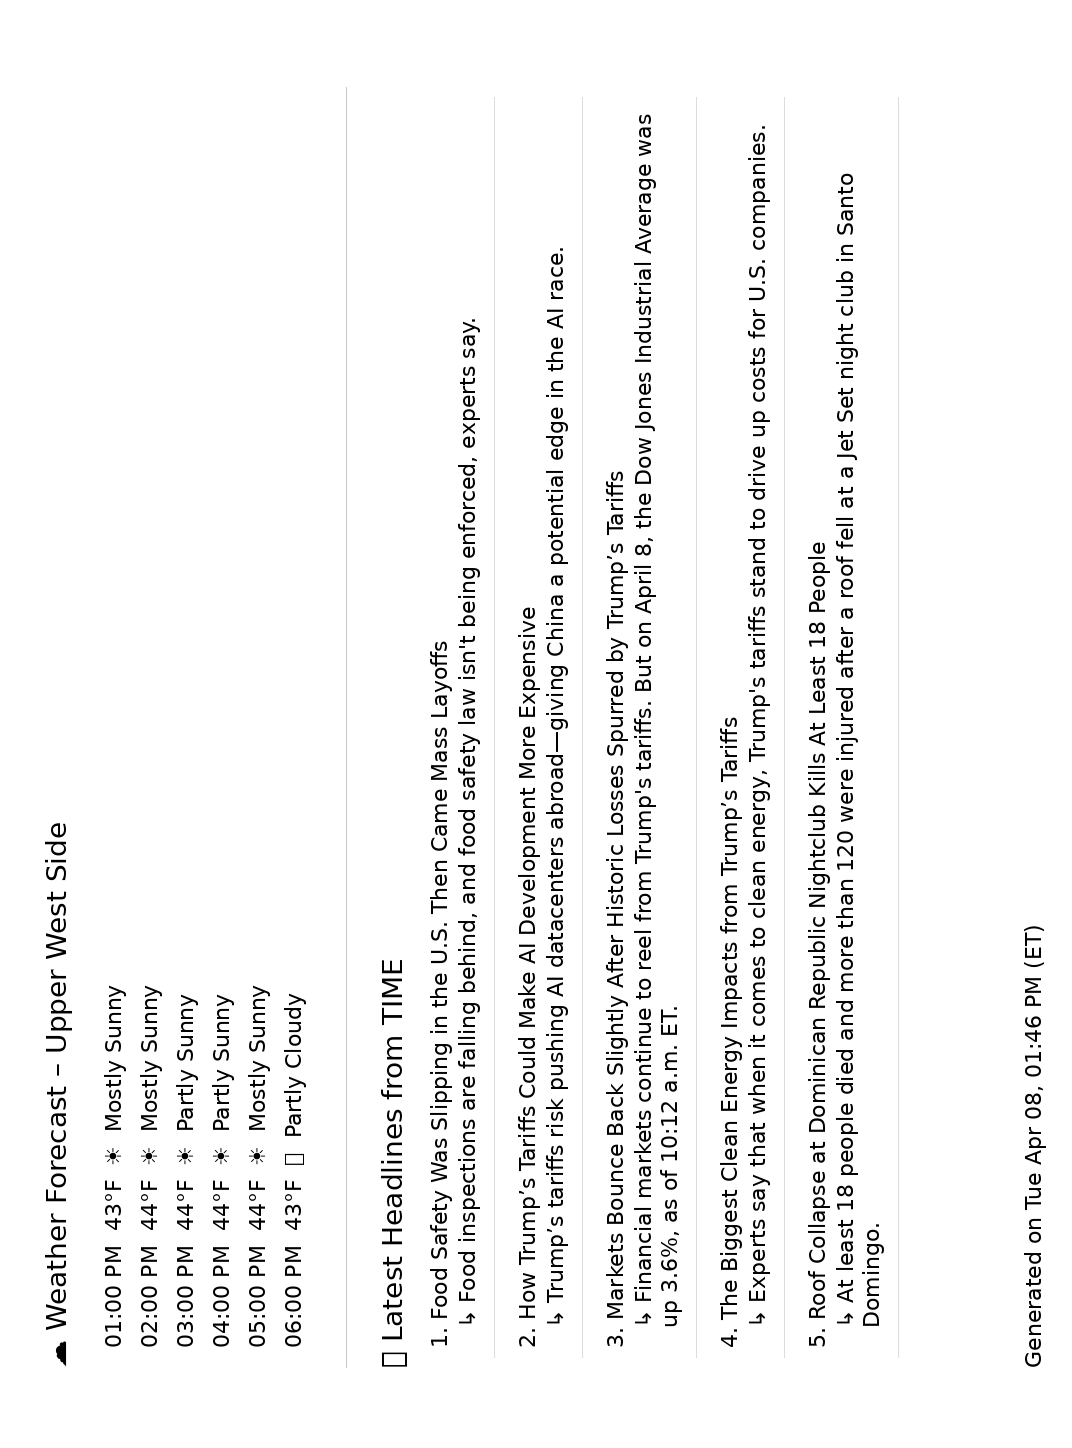 ☁ Weather Forecast – Upper West Side
01:00 PM 43°F ☀ Mostly Sunny
02:00 PM 44°F ☀ Mostly Sunny
03:00 PM 44°F ☀ Partly Sunny
04:00 PM 44°F ☀ Partly Sunny
05:00 PM 44°F ☀ Mostly Sunny
06:00 PM 43°F ▯ Partly Cloudy
▯ Latest Headlines from TIME
1. Food Safety Was Slipping in the U.S. Then Came Mass Layoffs
↳ Food inspections are falling behind, and food safety law isn't being enforced, experts say.
2. How Trump’s Tariffs Could Make AI Development More Expensive
↳ Trump’s tariffs risk pushing AI datacenters abroad—giving China a potential edge in the AI race.
3. Markets Bounce Back Slightly After Historic Losses Spurred by Trump’s Tariffs
↳ Financial markets continue to reel from Trump's tariffs. But on April 8, the Dow Jones Industrial Average was
up 3.6%, as of 10:12 a.m. ET.
4. The Biggest Clean Energy Impacts from Trump’s Tariffs
↳ Experts say that when it comes to clean energy, Trump's tariffs stand to drive up costs for U.S. companies.
5. Roof Collapse at Dominican Republic Nightclub Kills At Least 18 People
↳ At least 18 people died and more than 120 were injured after a roof fell at a Jet Set night club in Santo
Domingo.
Generated on Tue Apr 08, 01:46 PM (ET)